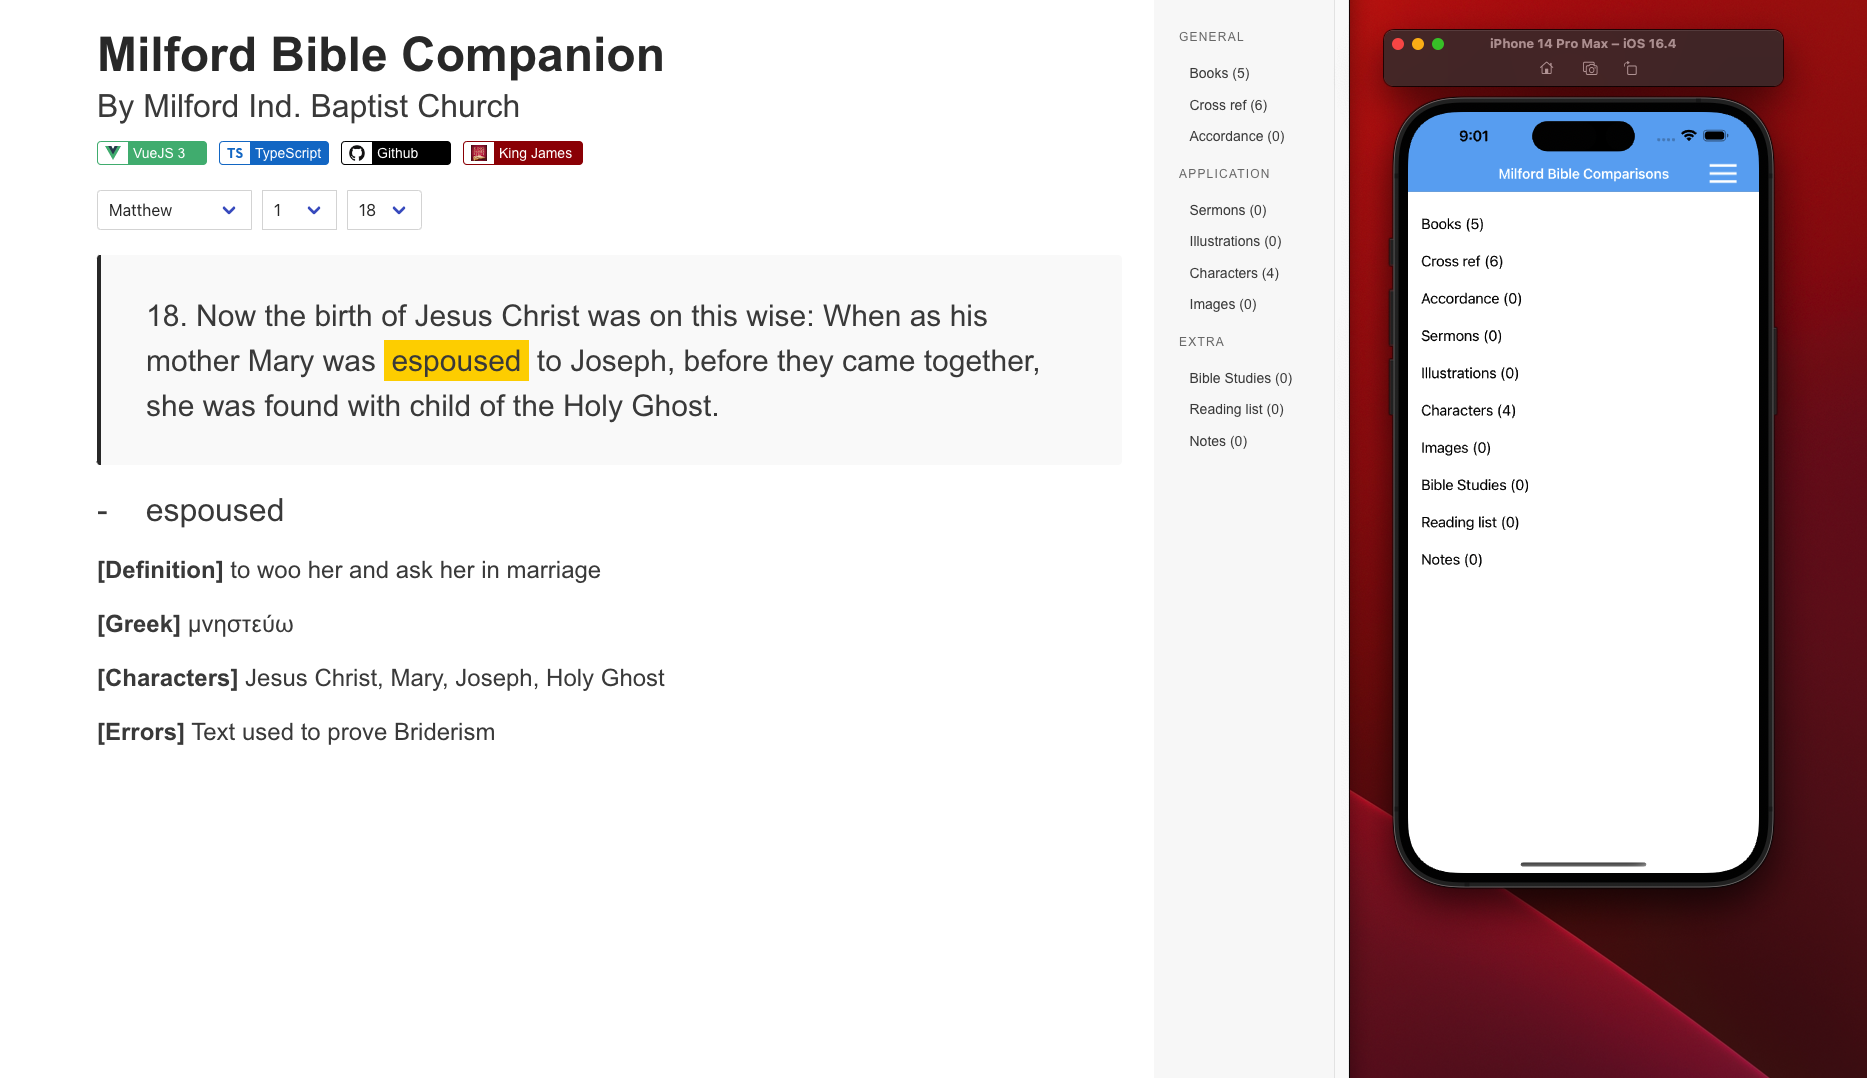 Milford Bible Companion
By Milford Ind. Baptist Church
VueJS 3
TS TypeScript
Github
King James
Matthew
1
18
18. Now the birth of Jesus Christ was on this wise: When as his
mother Mary was espoused to Joseph, before they came together,
she was found with child of the Holy Ghost.
- espoused
[Definition] to woo her and ask her in marriage
[Greek] μνηστεύω
[Characters] Jesus Christ, Mary, Joseph, Holy Ghost
[Errors] Text used to prove Briderism
GENERAL
Books (5)
Cross ref (6)
Accordance (0)
APPLICATION
Sermons (0)
Illustrations (0)
Characters (4)
Images (0)
EXTRA
Bible Studies (0)
Reading list (0)
Notes (0)
iPhone 14 Pro Max – iOS 16.4
9:01
Milford Bible Comparisons
Books (5)
Cross ref (6)
Accordance (0)
Sermons (0)
Illustrations (0)
Characters (4)
Images (0)
Bible Studies (0)
Reading list (0)
Notes (0)